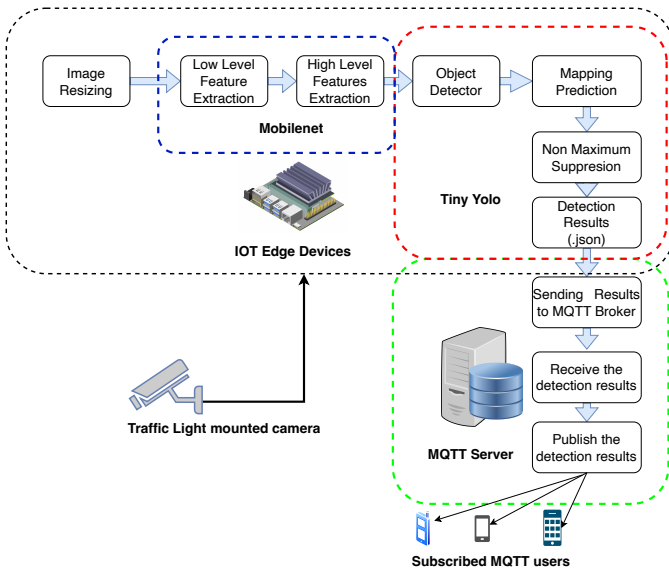 Image
Resizing
Low Level
Feature
Extraction
High Level
Features
Extraction
Object
Detector
Mapping
Prediction
Mobilenet
Non Maximum
Suppresion
Tiny Yolo
Detection
Results
(.json)
IOT Edge Devices
Sending Results
to MQTT Broker
Receive the
detection results
Traffic Light mounted camera
Publish the
detection results
MQTT Server
Subscribed MQTT users